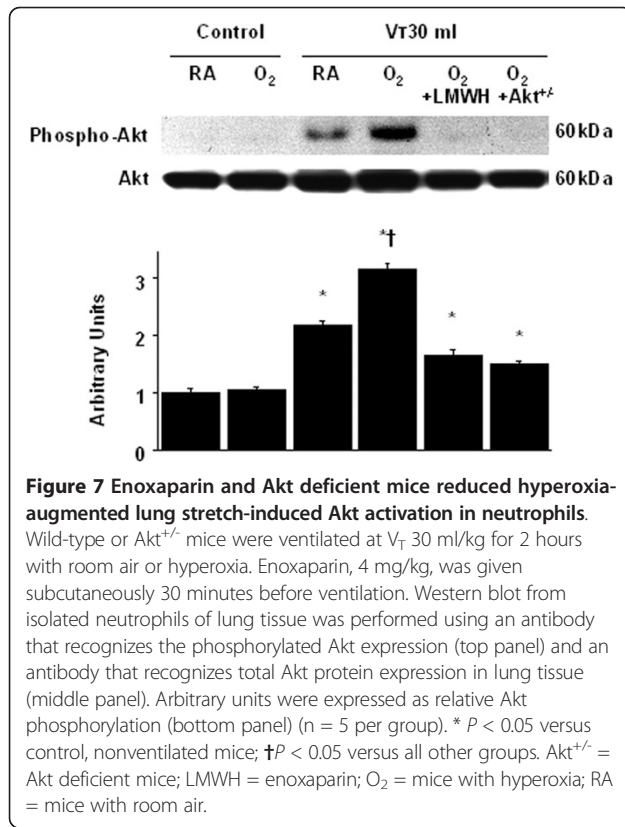 Control VT30 ml
RA O₂ RA O₂ O₂ +LMWH O₂ +Akt⁺/⁻
Phospho-Akt 60kDa
Akt 60kDa
*†
* * *
3
2
1
0
Arbitrary Units
Figure 7 Enoxaparin and Akt deficient mice reduced hyperoxia-
augmented lung stretch-induced Akt activation in neutrophils.
Wild-type or Akt⁺/⁻ mice were ventilated at V_T 30 ml/kg for 2 hours
with room air or hyperoxia. Enoxaparin, 4 mg/kg, was given
subcutaneously 30 minutes before ventilation. Western blot from
isolated neutrophils of lung tissue was performed using an antibody
that recognizes the phosphorylated Akt expression (top panel) and an
antibody that recognizes total Akt protein expression in lung tissue
(middle panel). Arbitrary units were expressed as relative Akt
phosphorylation (bottom panel) (n = 5 per group). * P < 0.05 versus
control, nonventilated mice; †P < 0.05 versus all other groups. Akt⁺/⁻ =
Akt deficient mice; LMWH = enoxaparin; O₂ = mice with hyperoxia; RA
= mice with room air.